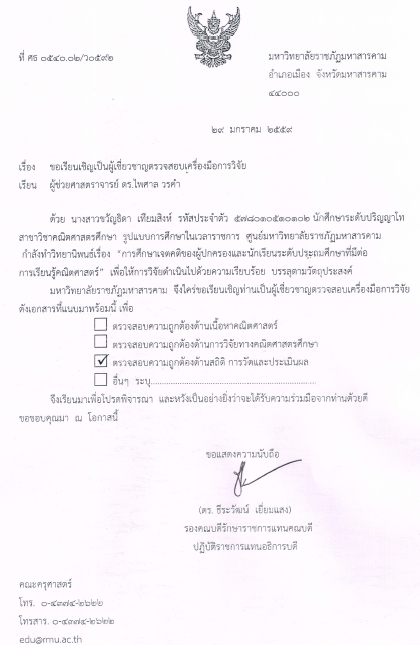 ที่ ศธ ๐๕๔๐.๐๒/ว๐๕๙๒
มหาวิทยาลัยราชภัฏมหาสารคาม
อำเภอเมือง จังหวัดมหาสารคาม
๔๔๐๐๐
๒๙ มกราคม ๒๕๕๙
เรื่อง ขอเรียนเชิญเป็นผู้เชี่ยวชาญตรวจสอบเครื่องมือการวิจัย
เรียน ผู้ช่วยศาสตราจารย์ ดร.ไพศาล วรคำ
ด้วย นางสาวขวัญธิดา เทียมสิงห์ รหัสประจำตัว ๕๗๘๐๑๐๕๑๐๑๐๒ นักศึกษาระดับปริญญาโท
สาขาวิชาคณิตศาสตรศึกษา รูปแบบการศึกษาในเวลาราชการ ศูนย์มหาวิทยาลัยราชภัฏมหาสารคาม
กำลังทำวิทยานิพนธ์เรื่อง "การศึกษาเจตคติของผู้ปกครองและนักเรียนระดับประถมศึกษาที่มีต่อ
การเรียนรู้คณิตศาสตร์" เพื่อให้การวิจัยดำเนินไปด้วยความเรียบร้อย บรรลุตามวัตถุประสงค์
มหาวิทยาลัยราชภัฏมหาสารคาม จึงใคร่ขอเรียนเชิญท่านเป็นผู้เชี่ยวชาญตรวจสอบเครื่องมือการวิจัย
ดังเอกสารที่แนบมาพร้อมนี้ เพื่อ
ตรวจสอบความถูกต้องด้านเนื้อหาคณิตศาสตร์
ตรวจสอบความถูกต้องด้านการวิจัยทางคณิตศาสตรศึกษา
ตรวจสอบความถูกต้องด้านสถิติ การวัดและประเมินผล
อื่นๆ ระบุ..........................................................
จึงเรียนมาเพื่อโปรดพิจารณา และหวังเป็นอย่างยิ่งว่าจะได้รับความร่วมมือจากท่านด้วยดี
ขอขอบคุณมา ณ โอกาสนี้
ขอแสดงความนับถือ
(ดร. ธีระวัฒน์ เยี่ยมแสง)
รองคณบดีรักษาราชการแทนคณบดี
ปฏิบัติราชการแทนอธิการบดี
คณะครุศาสตร์
โทร. ๐-๔๓๗๔-๒๖๒๒
โทรสาร. ๐-๔๓๗๔-๒๖๒๒
edu@rmu.ac.th